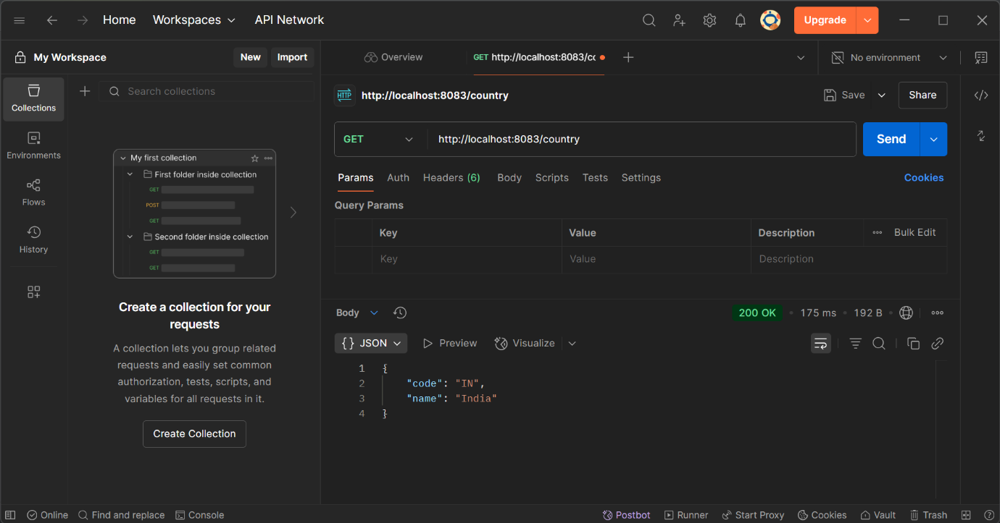 Home Workspaces API Network Upgrade
My Workspace New Import Overview GET http://localhost:8083/cc No environment
Collections
Search collections
HTTP http://localhost:8083/country Save Share
Environments
Flows
History
My first collection
First folder inside collection
GET
POST
GET
Second folder inside collection
GET
GET
Create a collection for your
requests
A collection lets you group related
requests and easily set common
authorization, tests, scripts, and
variables for all requests in it.
Create Collection
GET http://localhost:8083/country Send
Params Auth Headers (6) Body Scripts Tests Settings Cookies
Query Params
Key Value Description Bulk Edit
Key Value Description
Body 200 OK • 175 ms • 192 B •
{} JSON Preview Visualize
1 {
2 "code": "IN",
3 "name": "India"
4 }
Online Find and replace Console Postbot Runner Start Proxy Cookies Vault Trash